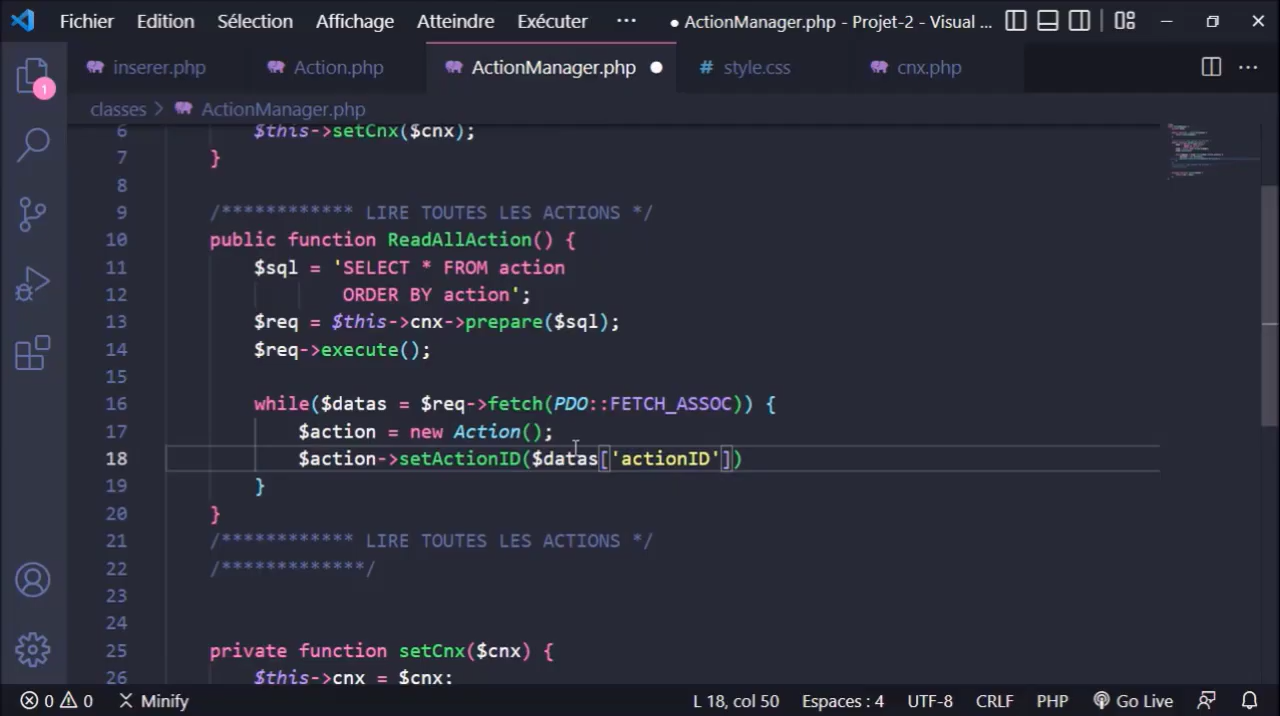 Fichier Edition Sélection Affichage Atteindre Exécuter ··· ● ActionManager.php - Projet-2 - Visual ...
inserer.php Action.php ActionManager.php ● # style.css cnx.php ···
1
classes > ActionManager.php
6 $this->setCnx($cnx);
7 }
8
9 /************ LIRE TOUTES LES ACTIONS */
10 public function ReadAllAction() {
11 $sql = 'SELECT * FROM action
12 ORDER BY action';
13 $req = $this->cnx->prepare($sql);
14 $req->execute();
15
16 while($datas = $req->fetch(PDO::FETCH_ASSOC)) {
17 $action = new Action();
18 $action->setActionID($datas['actionID'])
19 }
20 }
21 /************ LIRE TOUTES LES ACTIONS */
22 /*************/
23
24
25 private function setCnx($cnx) {
26 $this->cnx = $cnx;
0 0 Minify L 18, col 50 Espaces : 4 UTF-8 CRLF PHP Go Live